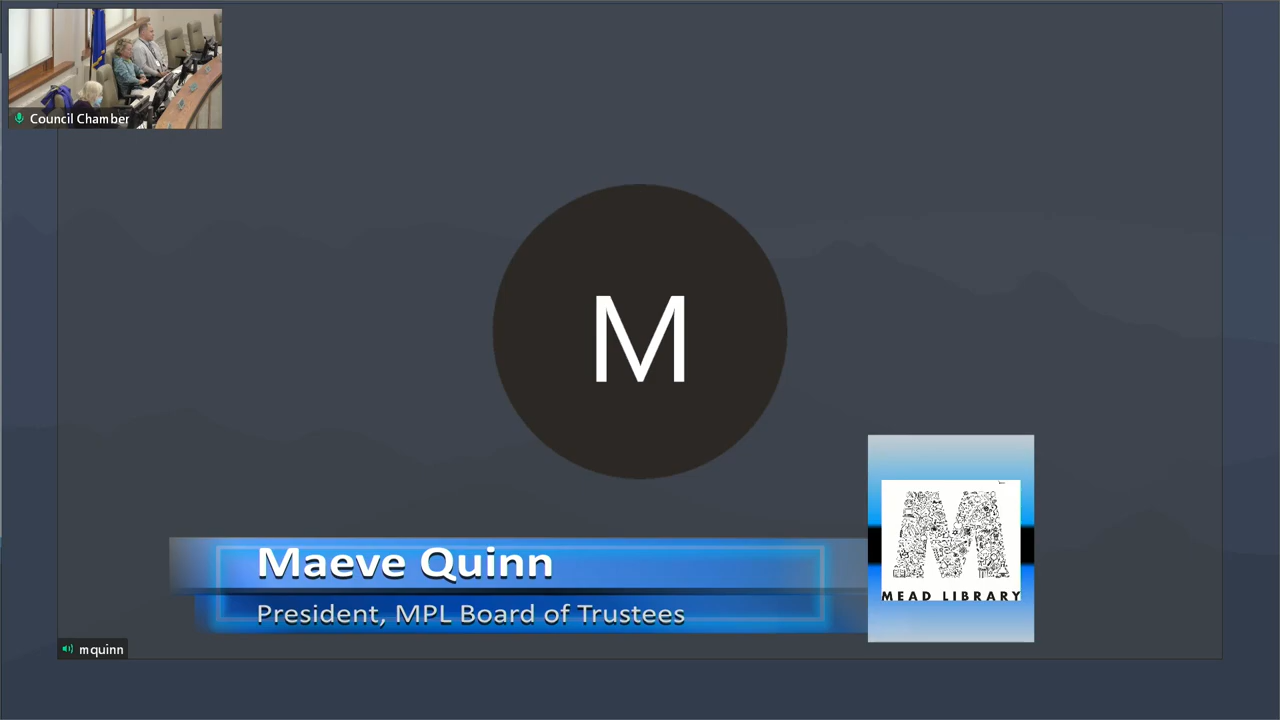 Council Chamber
M
Maeve Quinn
President, MPL Board of Trustees
MEAD LIBRARY
mquinn